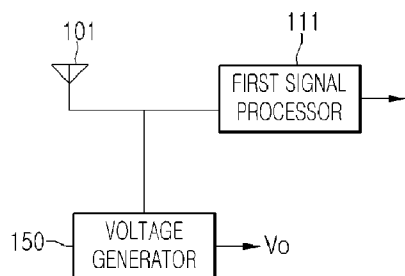 101
111
FIRST SIGNAL
PROCESSOR
150
VOLTAGE
GENERATOR
Vo